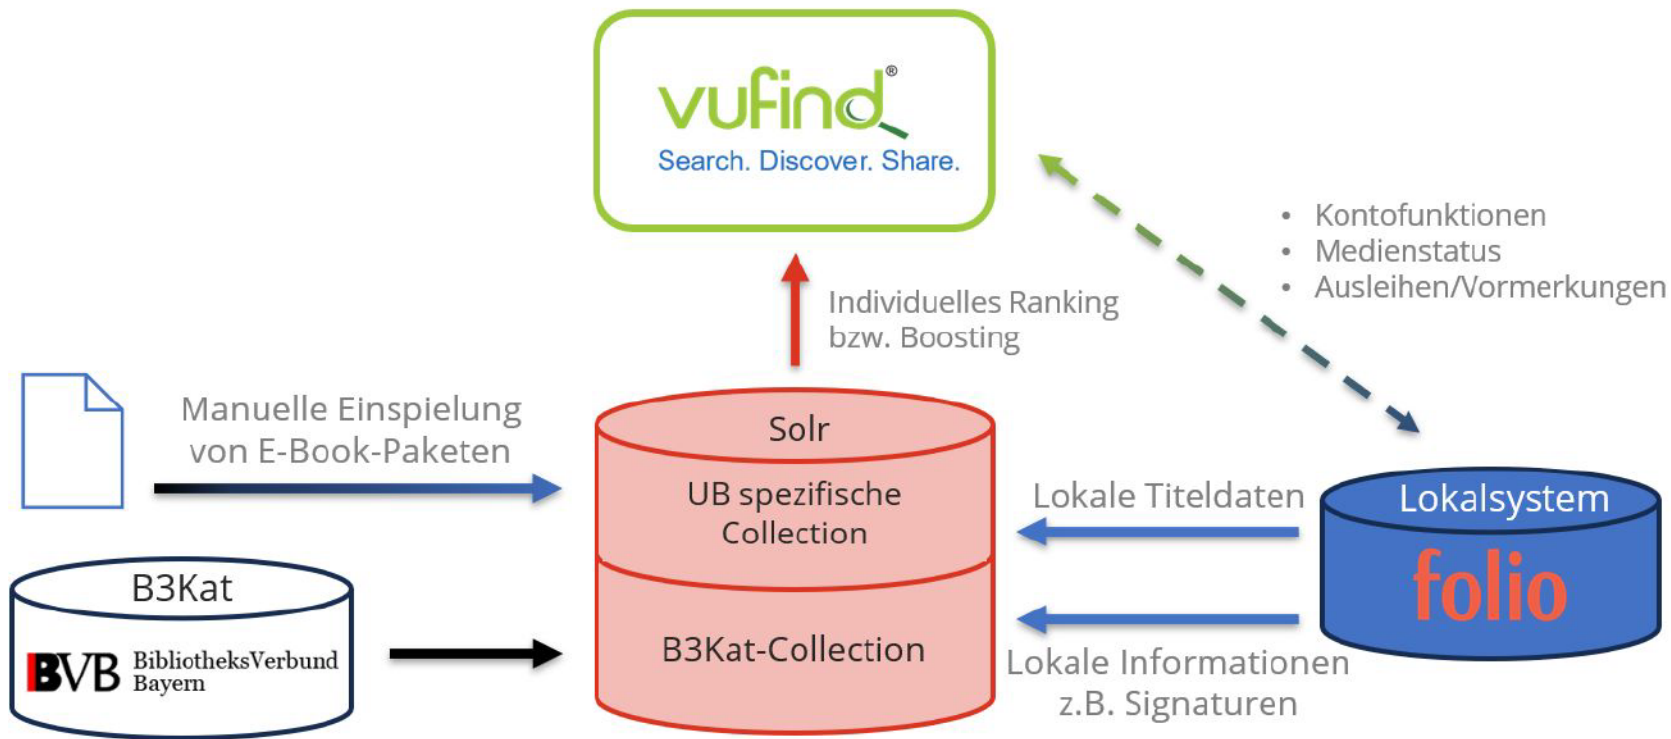 vufind®
Search. Discover. Share.
• Kontofunktionen
• Medienstatus
• Ausleihen/Vormerkungen
Individuelles Ranking
bzw. Boosting
Manuelle Einspielung
von E-Book-Paketen
Solr
UB spezifische
Collection
B3Kat-Collection
Lokale Titeldaten
Lokale Informationen
z.B. Signaturen
Lokalsystem
folio
B3Kat
BVB BibliotheksVerbund
Bayern